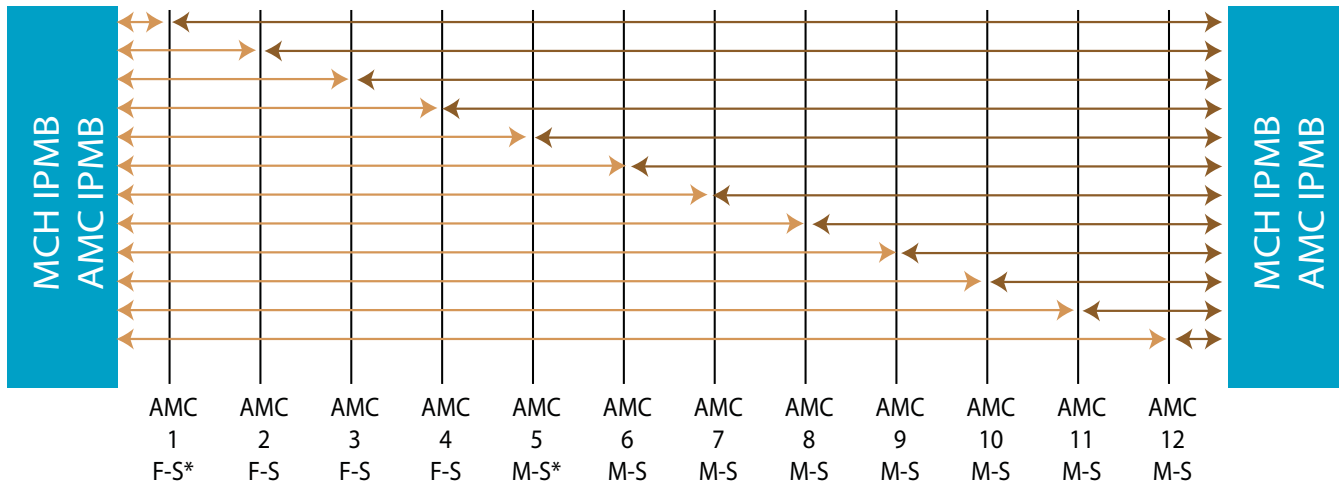 MCH IPMB
AMC IPMB
AMC
1
F-S*
AMC
2
F-S
AMC
3
F-S
AMC
4
F-S
AMC
5
M-S*
AMC
6
M-S
AMC
7
M-S
AMC
8
M-S
AMC
9
M-S
AMC
10
M-S
AMC
11
M-S
AMC
12
M-S
MCH IPMB
AMC IPMB